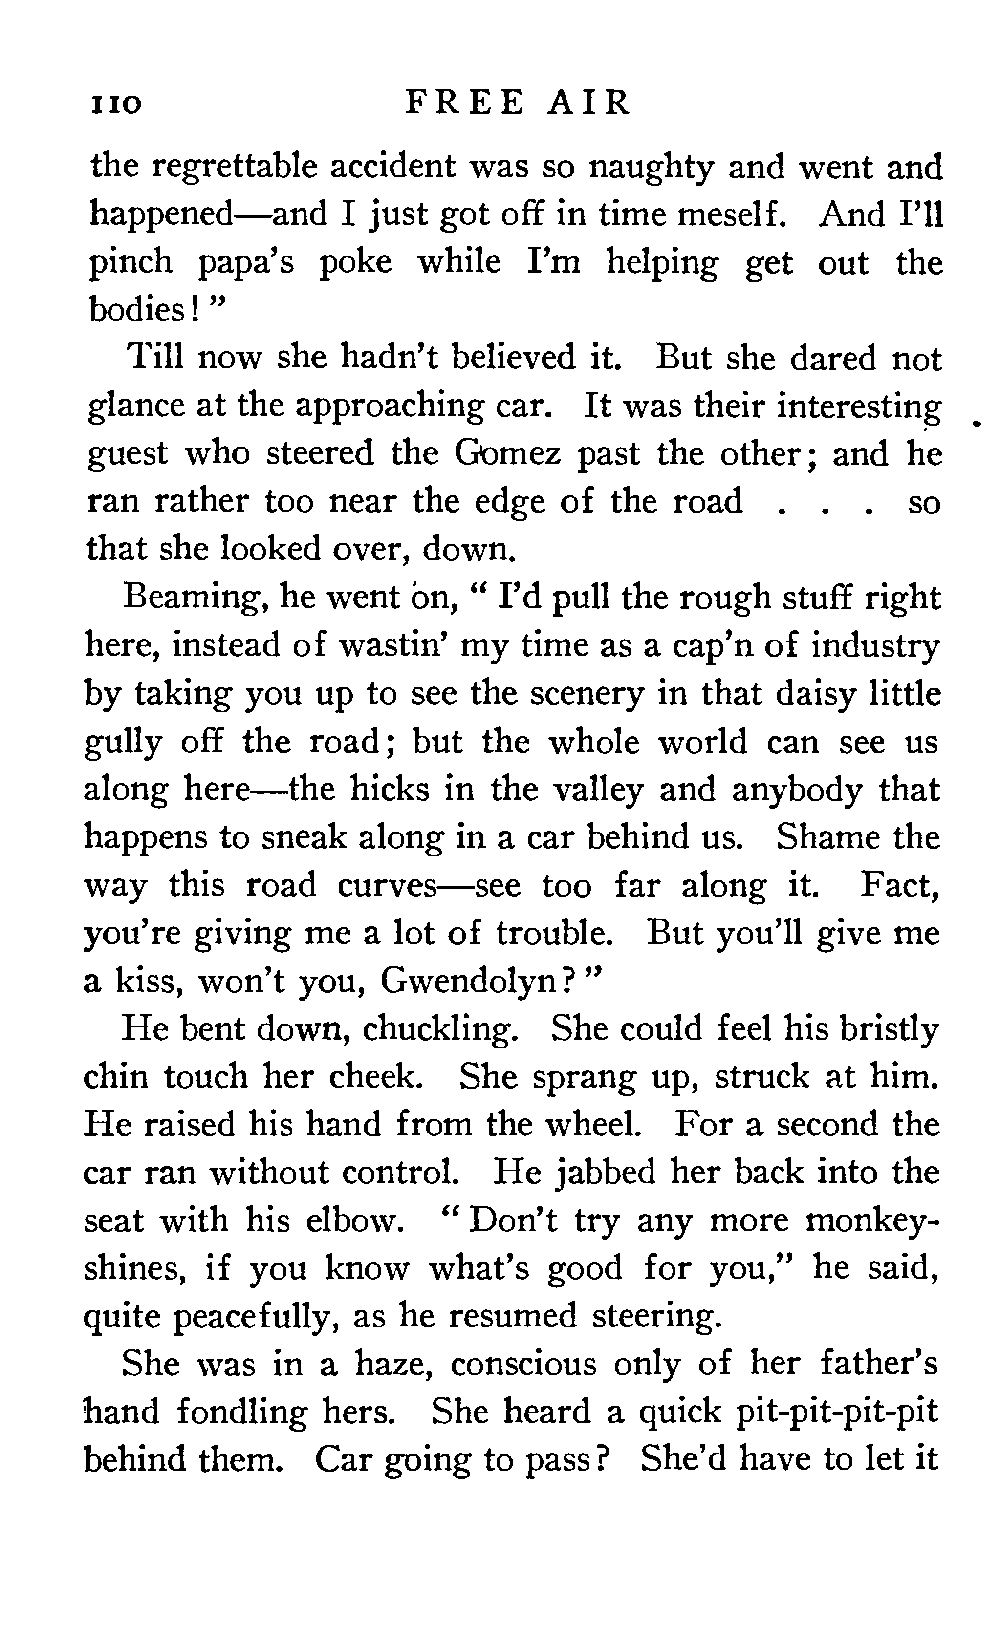 110 FREE AIR
the regrettable accident was so naughty and went and
happened—and I just got off in time meself. And I'll
pinch papa's poke while I'm helping get out the
bodies!"
Till now she hadn't believed it. But she dared not
glance at the approaching car. It was their interesting
guest who steered the Gomez past the other; and he
ran rather too near the edge of the road . . . so
that she looked over, down.
Beaming, he went on, "I'd pull the rough stuff right
here, instead of wastin' my time as a cap'n of industry
by taking you up to see the scenery in that daisy little
gully off the road; but the whole world can see us
along here—the hicks in the valley and anybody that
happens to sneak along in a car behind us. Shame the
way this road curves—see too far along it. Fact,
you're giving me a lot of trouble. But you'll give me
a kiss, won't you, Gwendolyn?"
He bent down, chuckling. She could feel his bristly
chin touch her cheek. She sprang up, struck at him.
He raised his hand from the wheel. For a second the
car ran without control. He jabbed her back into the
seat with his elbow. "Don't try any more monkey-
shines, if you know what's good for you," he said,
quite peacefully, as he resumed steering.
She was in a haze, conscious only of her father's
hand fondling hers. She heard a quick pit-pit-pit-pit
behind them. Car going to pass? She'd have to let it